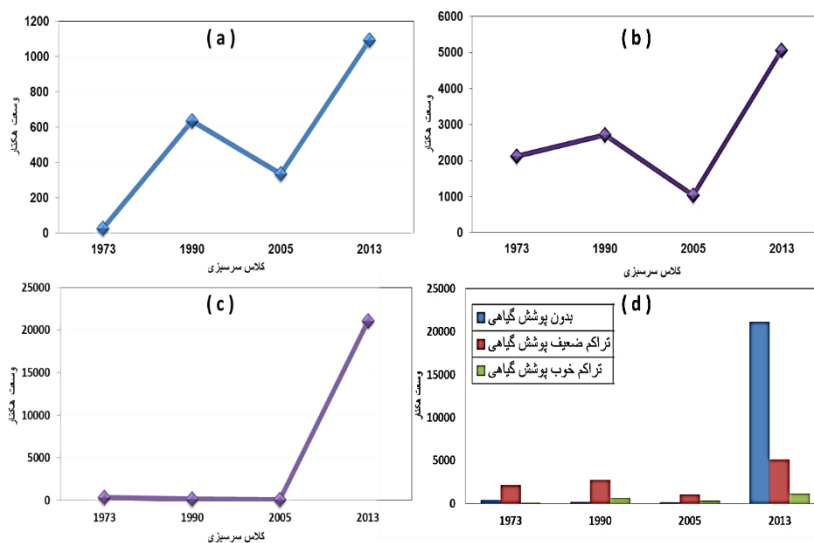 ( a )
1200
1000
800
600
400
200
0
وسعت هکتار
1973 1990 2005 2013
کلاس سرسبزی
( b )
6000
5000
4000
3000
2000
1000
0
وسعت هکتار
1973 1990 2005 2013
کلاس سرسبزی
( c )
25000
20000
15000
10000
5000
0
وسعت هکتار
1973 1990 2005 2013
کلاس سرسبزی
( d )
25000
20000
15000
10000
5000
0
وسعت هکتار
بدون پوشش گیاهی
تراکم ضعیف پوشش گیاهی
تراکم خوب پوشش گیاهی
1973 1990 2005 2013